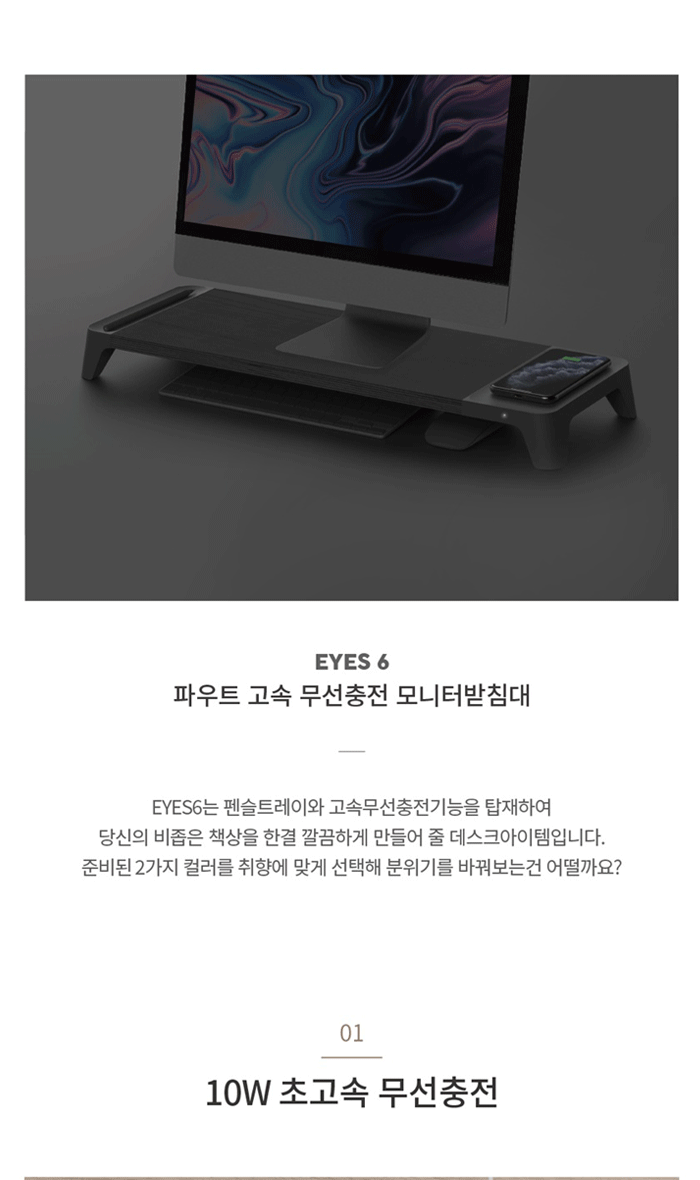 EYES 6
파우트 고속 무선충전 모니터받침대
EYES6는 펜슬트레이와 고속무선충전기능을 탑재하여
당신의 비좁은 책상을 한결 깔끔하게 만들어 줄 데스크아이템입니다.
준비된 2가지 컬러를 취향에 맞게 선택해 분위기를 바꿔보는건 어떨까요?
01
10W 초고속 무선충전